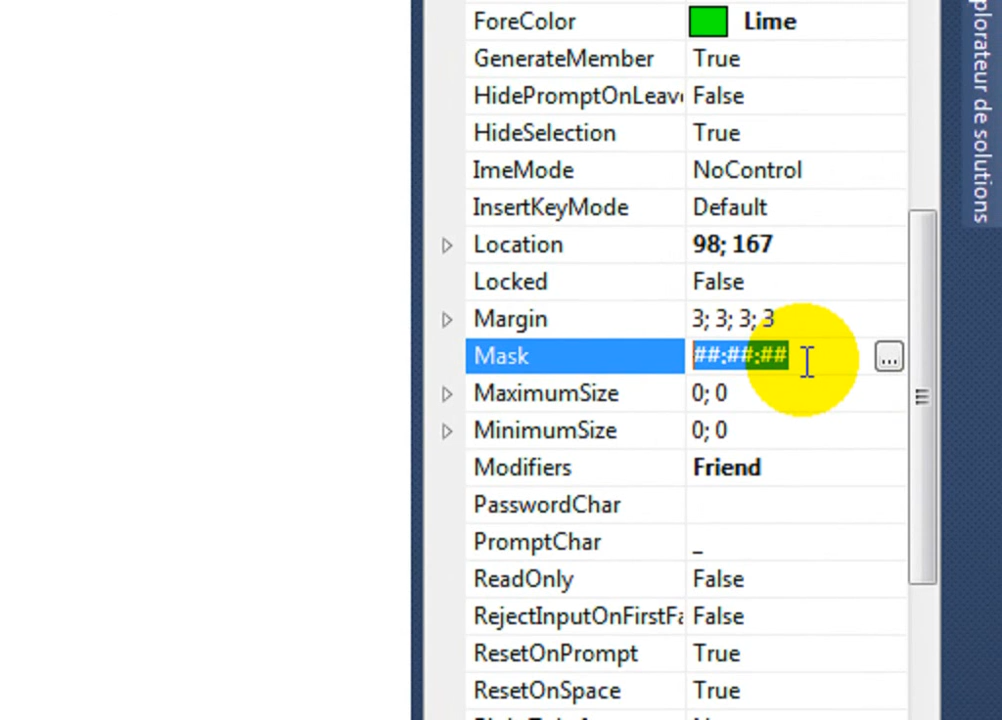 ForeColor Lime
GenerateMember True
HidePromptOnLeav False
HideSelection True
ImeMode NoControl
InsertKeyMode Default
Location 98; 167
Locked False
Margin 3; 3; 3; 3
Mask ##:##:## ...
MaximumSize 0; 0
MinimumSize 0; 0
Modifiers Friend
PasswordChar
PromptChar _
ReadOnly False
RejectInputOnFirstFa False
ResetOnPrompt True
ResetOnSpace True
plorateur de solutions